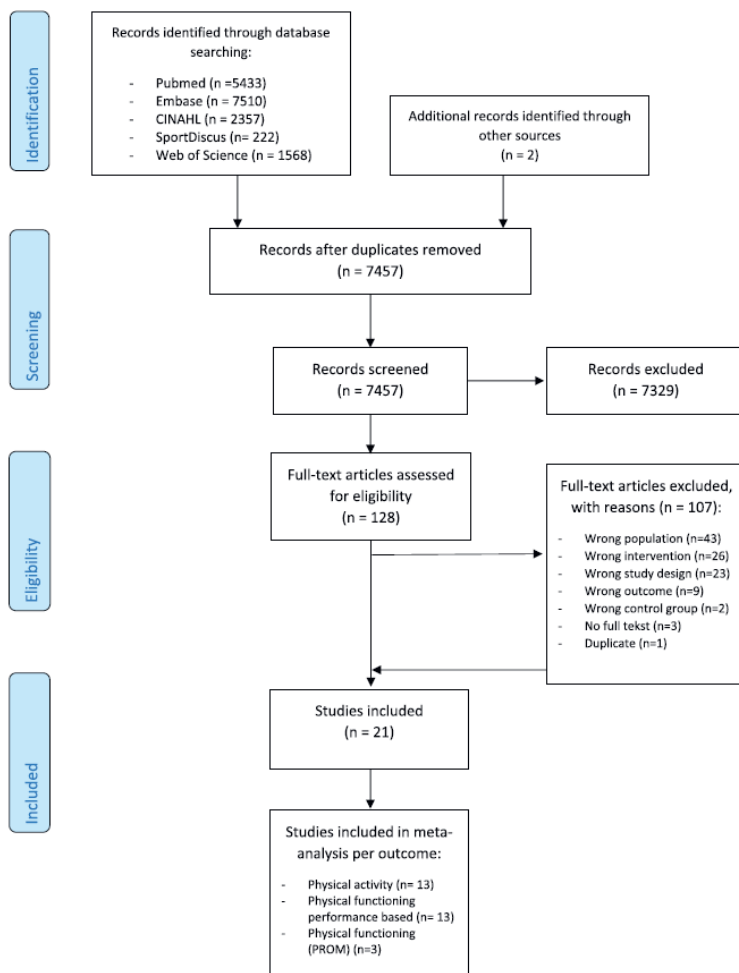 Identification
Records identified through database
searching:
- Pubmed (n =5433)
- Embase (n = 7510)
- CINAHL (n = 2357)
- SportDiscus (n= 222)
- Web of Science (n = 1568)
Additional records identified through
other sources
(n = 2)
Screening
Records after duplicates removed
(n = 7457)
Records screened
(n = 7457)
Records excluded
(n = 7329)
Eligibility
Full-text articles assessed
for eligibility
(n = 128)
Full-text articles excluded,
with reasons (n = 107):
- Wrong population (n=43)
- Wrong intervention (n=26)
- Wrong study design (n=23)
- Wrong outcome (n=9)
- Wrong control group (n=2)
- No full tekst (n=3)
- Duplicate (n=1)
Included
Studies included
(n = 21)
Studies included in meta-
analysis per outcome:
- Physical activity (n= 13)
- Physical functioning
performance based (n= 13)
- Physical functioning
(PROM) (n=3)